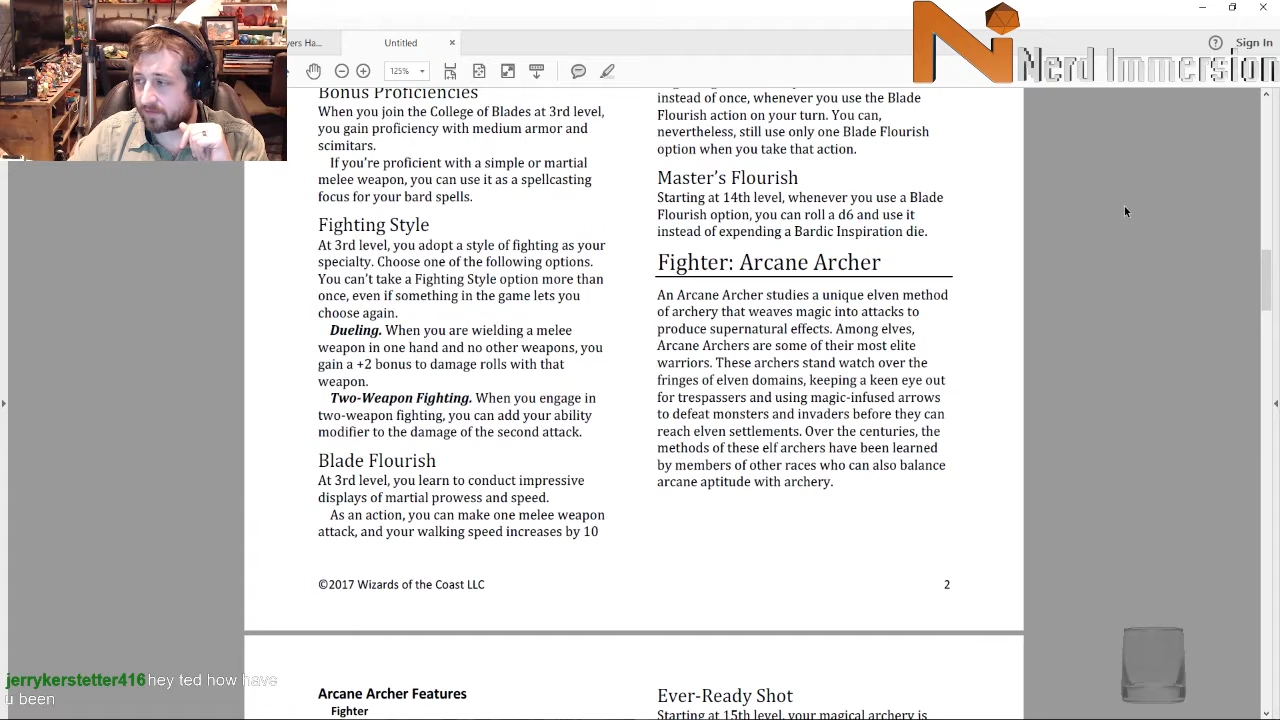 yers Ha...
Untitled
Sign In
125%
Nerd Immersion
Bonus Proficiencies
When you join the College of Blades at 3rd level,
you gain proficiency with medium armor and
scimitars.
If you're proficient with a simple or martial
melee weapon, you can use it as a spellcasting
focus for your bard spells.
Fighting Style
At 3rd level, you adopt a style of fighting as your
specialty. Choose one of the following options.
You can't take a Fighting Style option more than
once, even if something in the game lets you
choose again.
Dueling. When you are wielding a melee
weapon in one hand and no other weapons, you
gain a +2 bonus to damage rolls with that
weapon.
Two-Weapon Fighting. When you engage in
two-weapon fighting, you can add your ability
modifier to the damage of the second attack.
Blade Flourish
At 3rd level, you learn to conduct impressive
displays of martial prowess and speed.
As an action, you can make one melee weapon
attack, and your walking speed increases by 10
instead of once, whenever you use the Blade
Flourish action on your turn. You can,
nevertheless, still use only one Blade Flourish
option when you take that action.
Master's Flourish
Starting at 14th level, whenever you use a Blade
Flourish option, you can roll a d6 and use it
instead of expending a Bardic Inspiration die.
Fighter: Arcane Archer
An Arcane Archer studies a unique elven method
of archery that weaves magic into attacks to
produce supernatural effects. Among elves,
Arcane Archers are some of their most elite
warriors. These archers stand watch over the
fringes of elven domains, keeping a keen eye out
for trespassers and using magic-infused arrows
to defeat monsters and invaders before they can
reach elven settlements. Over the centuries, the
methods of these elf archers have been learned
by members of other races who can also balance
arcane aptitude with archery.
©2017 Wizards of the Coast LLC
2
Arcane Archer Features
Fighter
Ever-Ready Shot
Starting at 15th level, your magical archery is
jerrykerstetter416 hey ted how have
u been